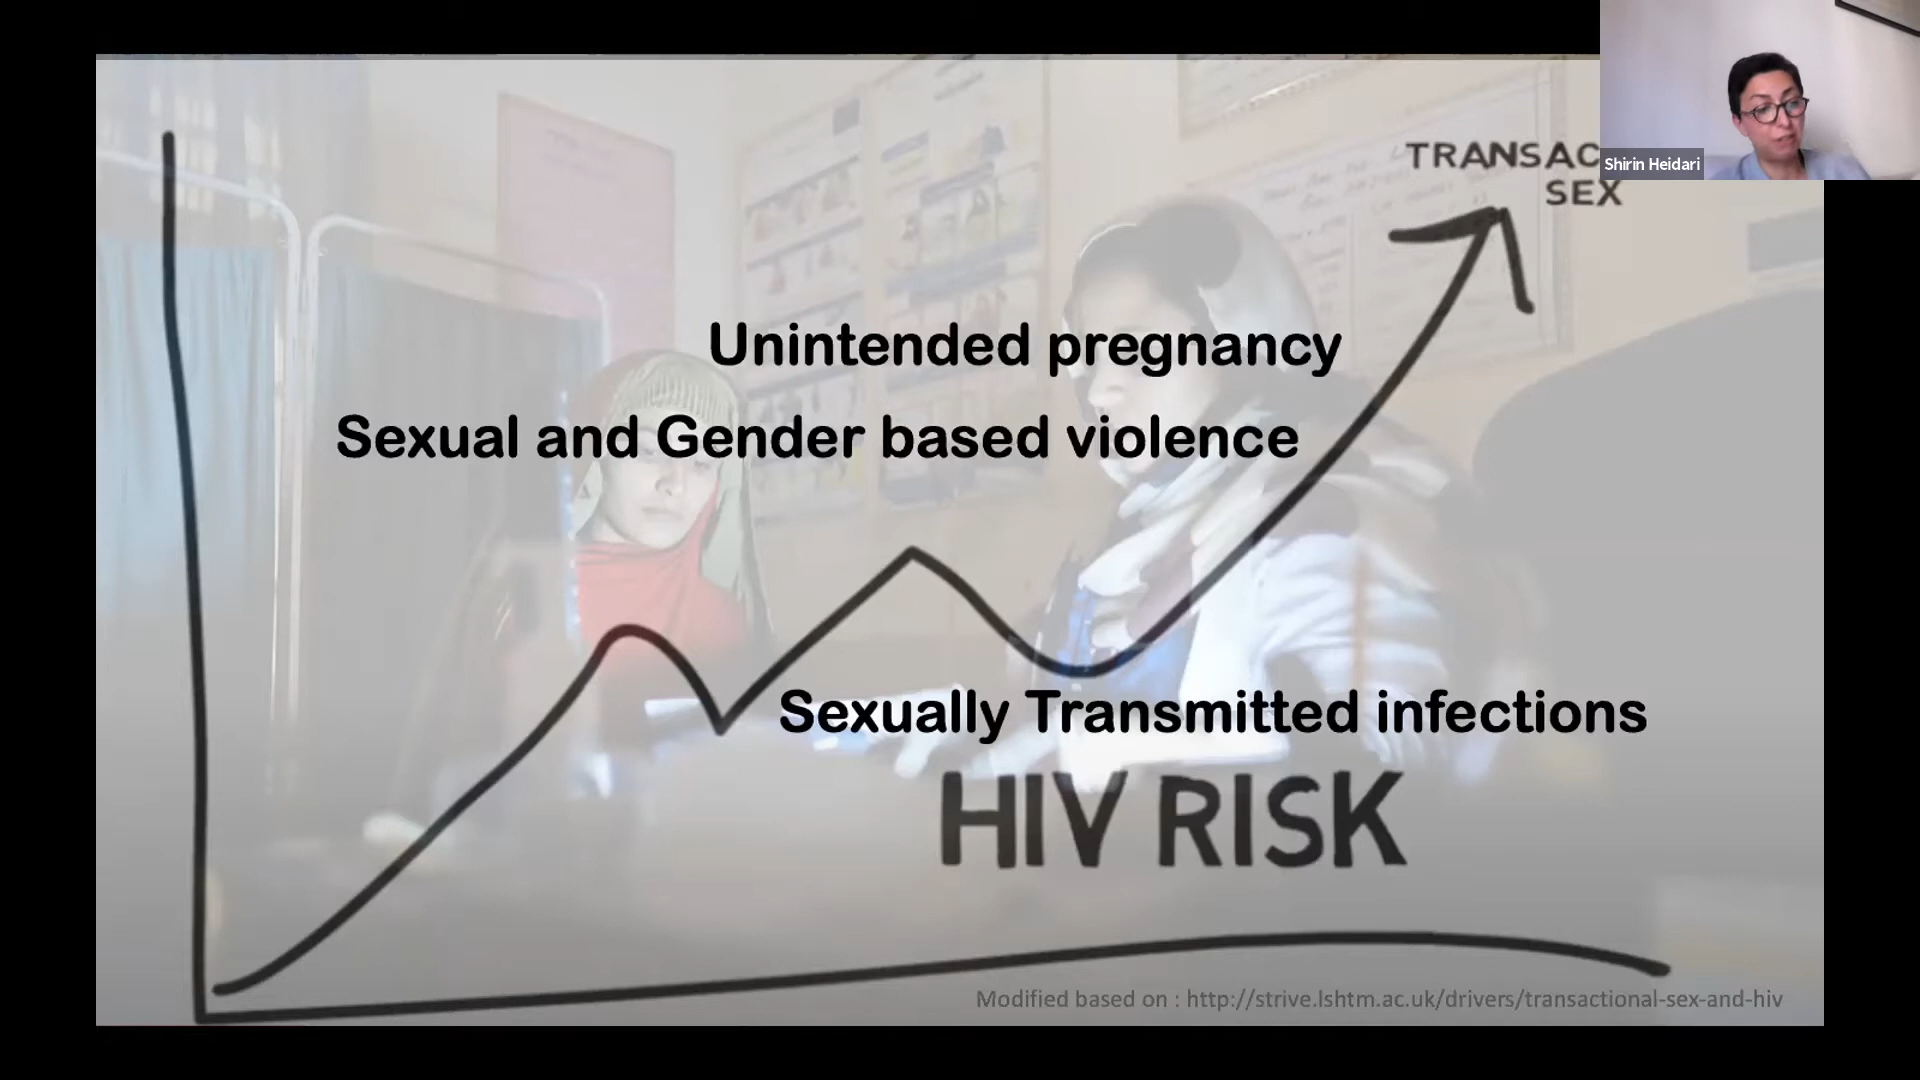 TRANSAC
SEX
Shirin Heidari
Unintended pregnancy
Sexual and Gender based violence
Sexually Transmitted infections
HIV RISK
Modified based on : http://strive.lshtm.ac.uk/drivers/transactional-sex-and-hiv